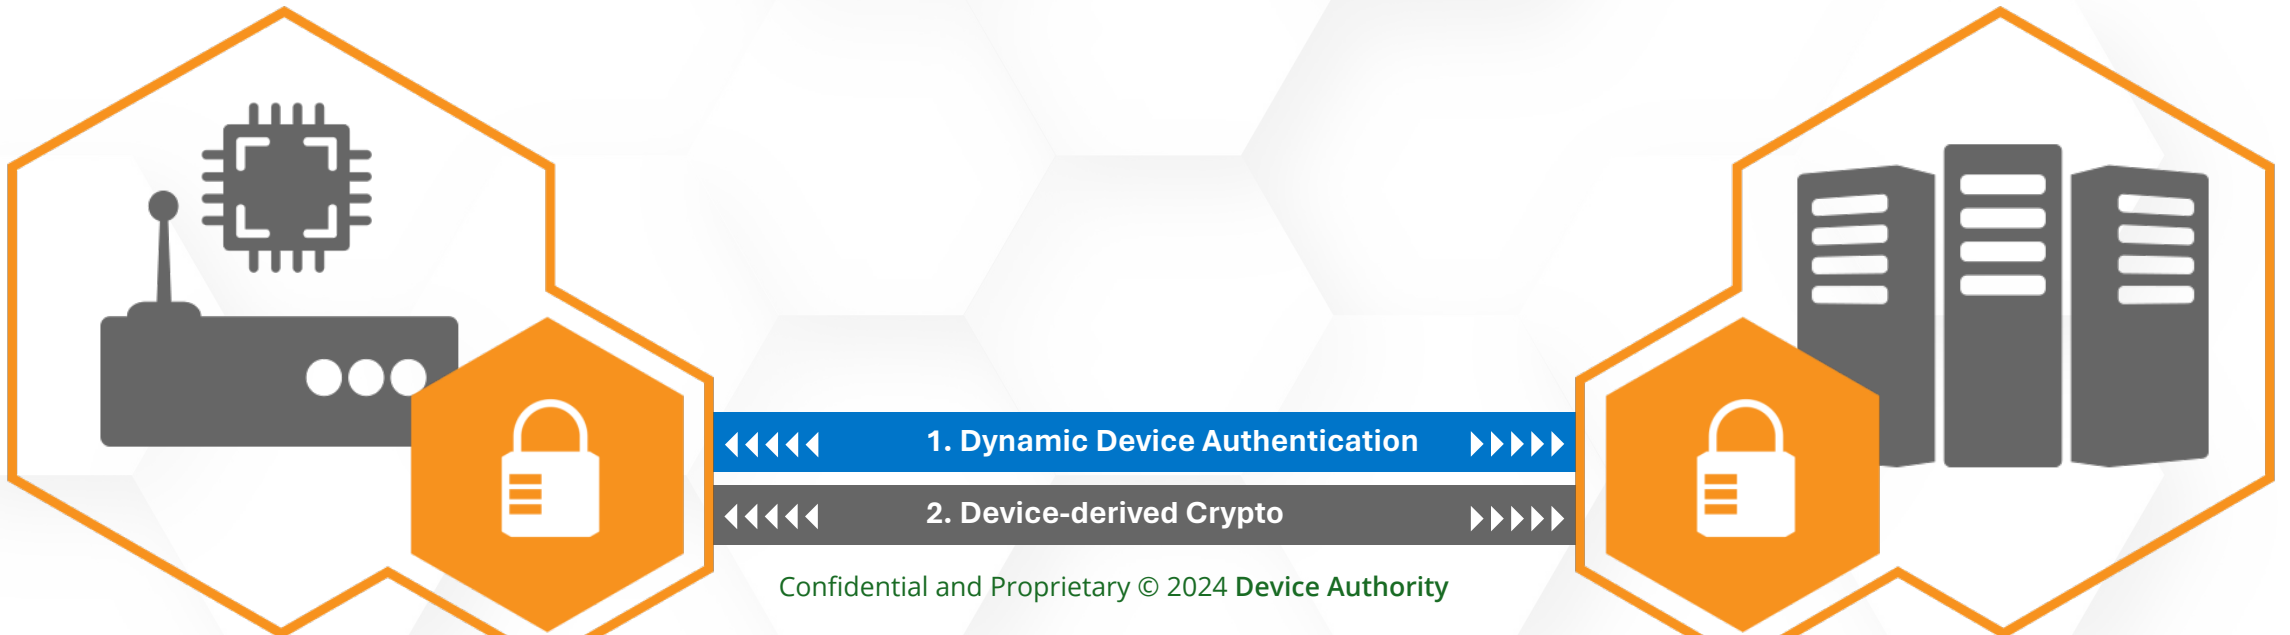 1. Dynamic Device Authentication
2. Device-derived Crypto
Confidential and Proprietary © 2024 Device Authority